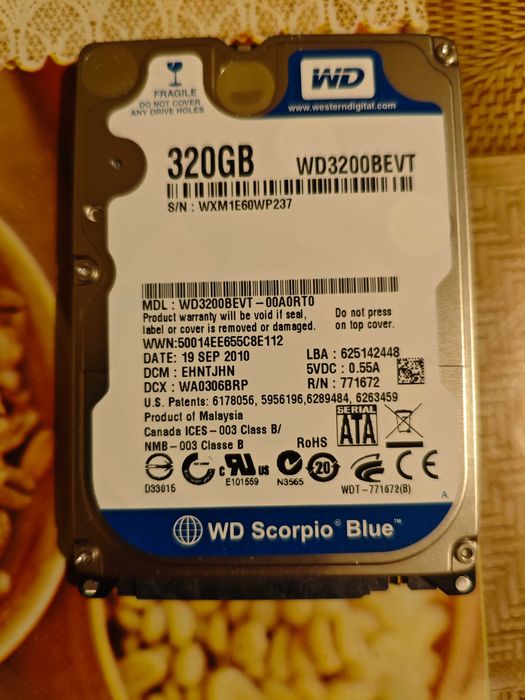 FRAGILE
DO NOT COVER
ANY DRIVE HOLES
WD
www.westerndigital.com
320GB WD3200BEVT
S/N : WXM1E60WP237
MDL : WD3200BEVT-00A0RT0
Product warranty will be void if seal, Do not press
label or cover is removed or damaged. on top cover.
WWN:50014EE655C8E112
DATE: 19 SEP 2010 LBA : 625142448
DCM : EHNTJHN 5VDC : 0.55A
DCX : WA0306BRP R/N : 771672
U.S. Patents: 6178056, 5956196,6289484, 6263459
Product of Malaysia
Canada ICES-003 Class B/
NMB-003 Classe B
RoHS
SERIAL
ATA
D33015
c UR us
E101559
N3565
20
CE
WDT-771672(B)
A
WD Scorpio® Blue™